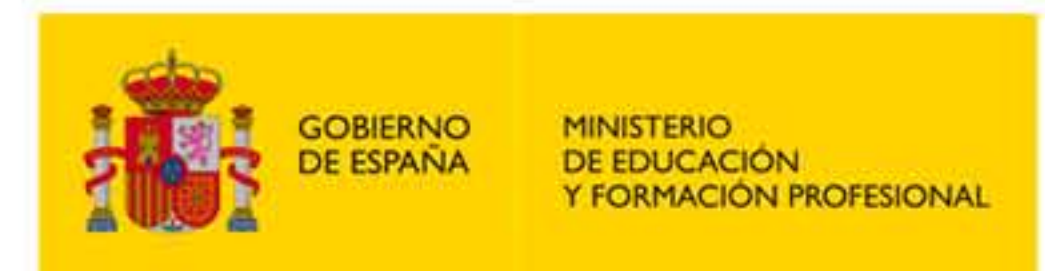 GOBIERNO
DE ESPAÑA
MINISTERIO
DE EDUCACIÓN
Y FORMACIÓN PROFESIONAL